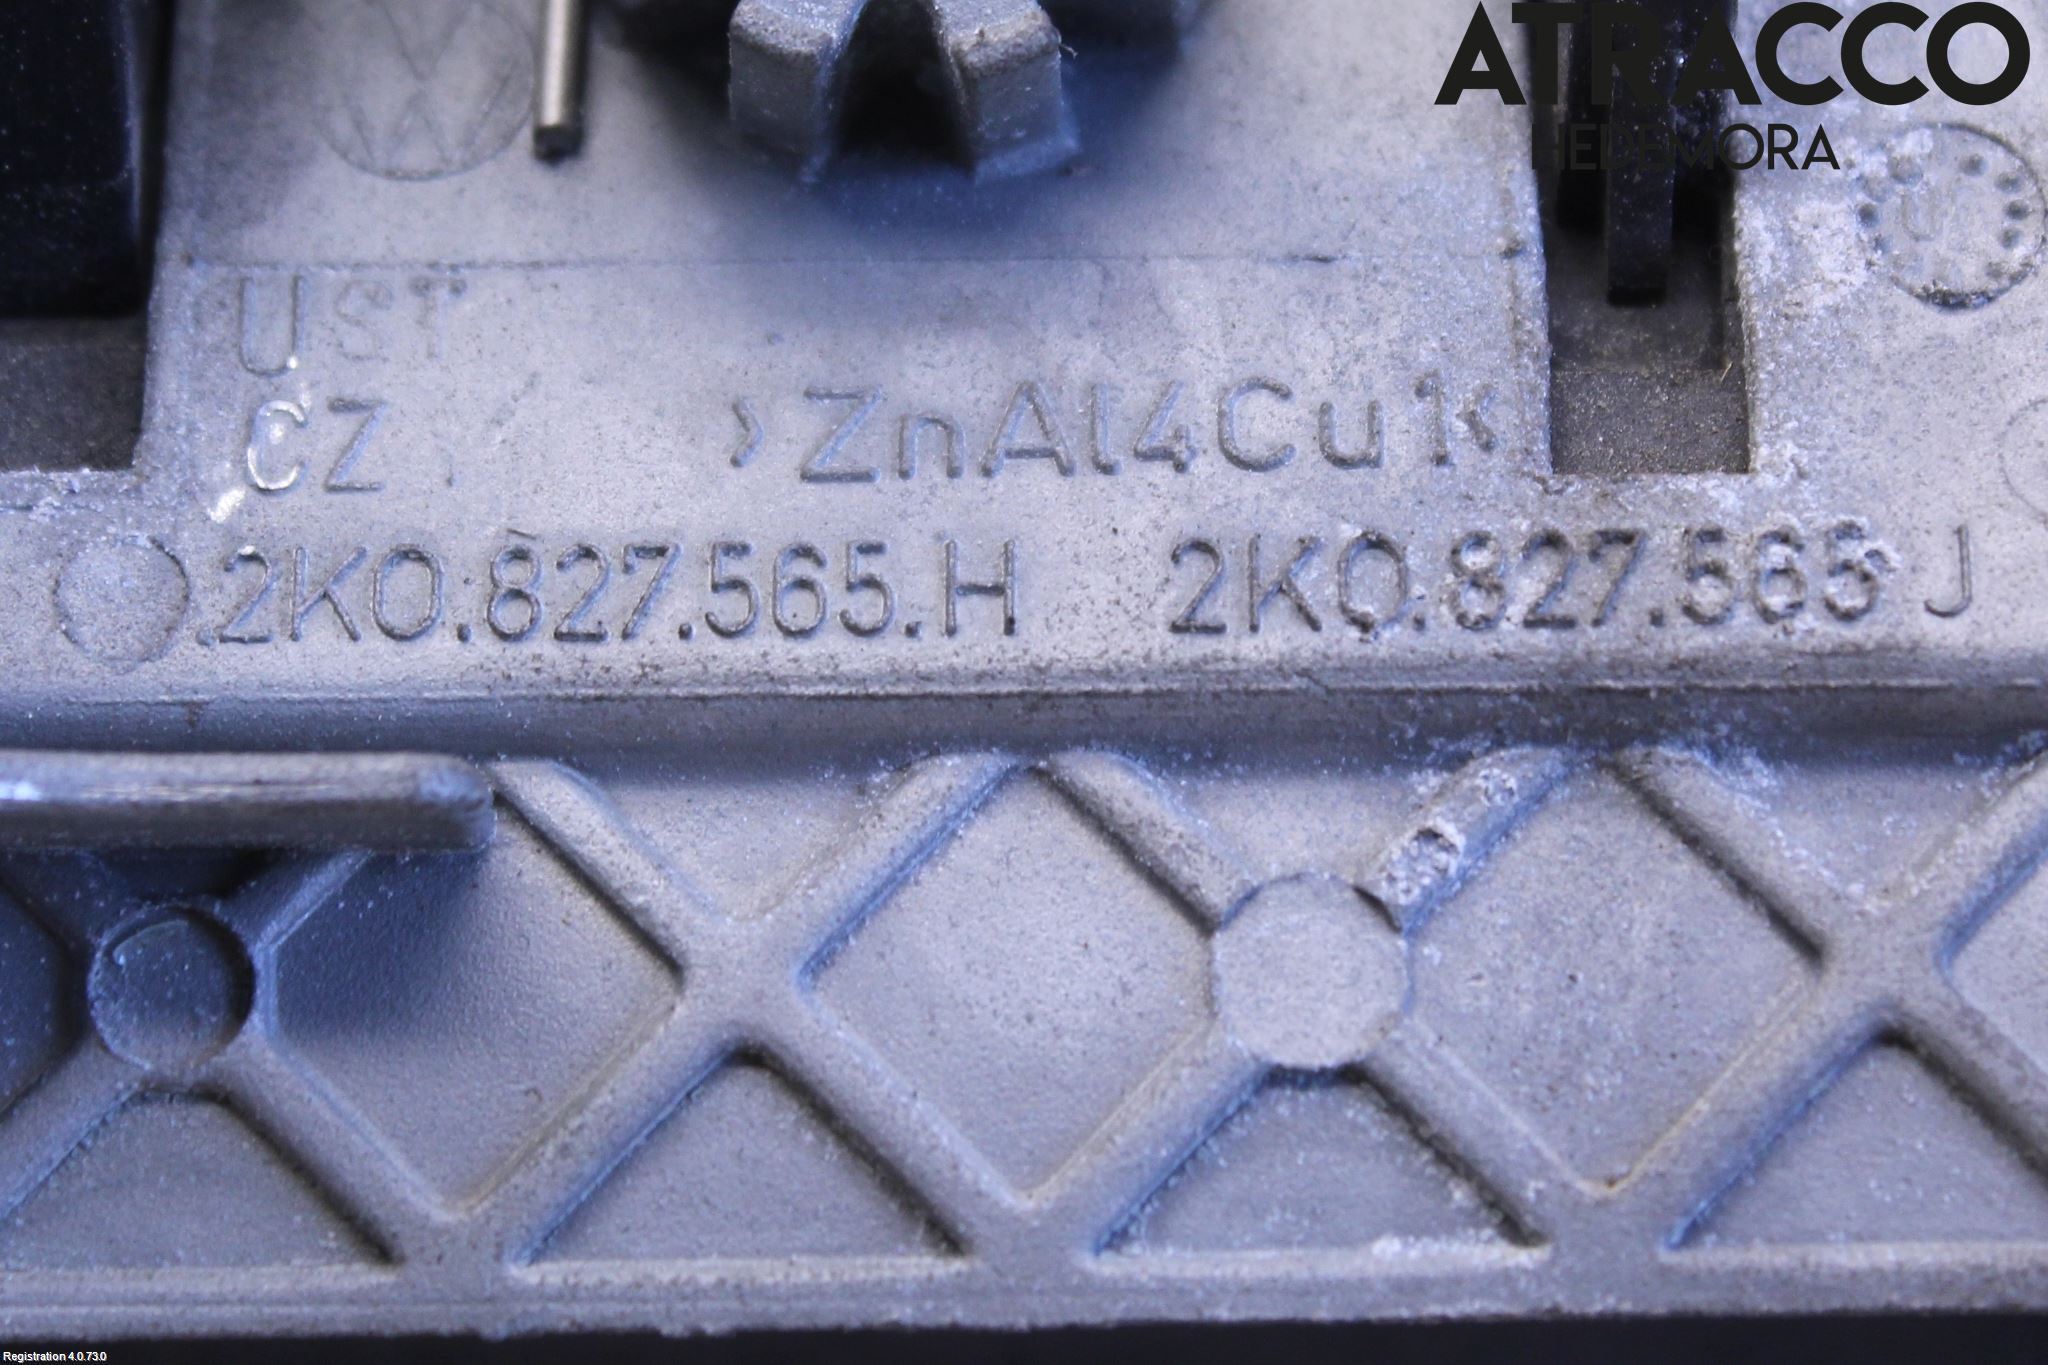 ATRACCO
HEDEMORA
UST
CZ >ZnAl4Cu1<
.2K0.827.565.H 2K0.827.565 J
Registration 4.0.73.0